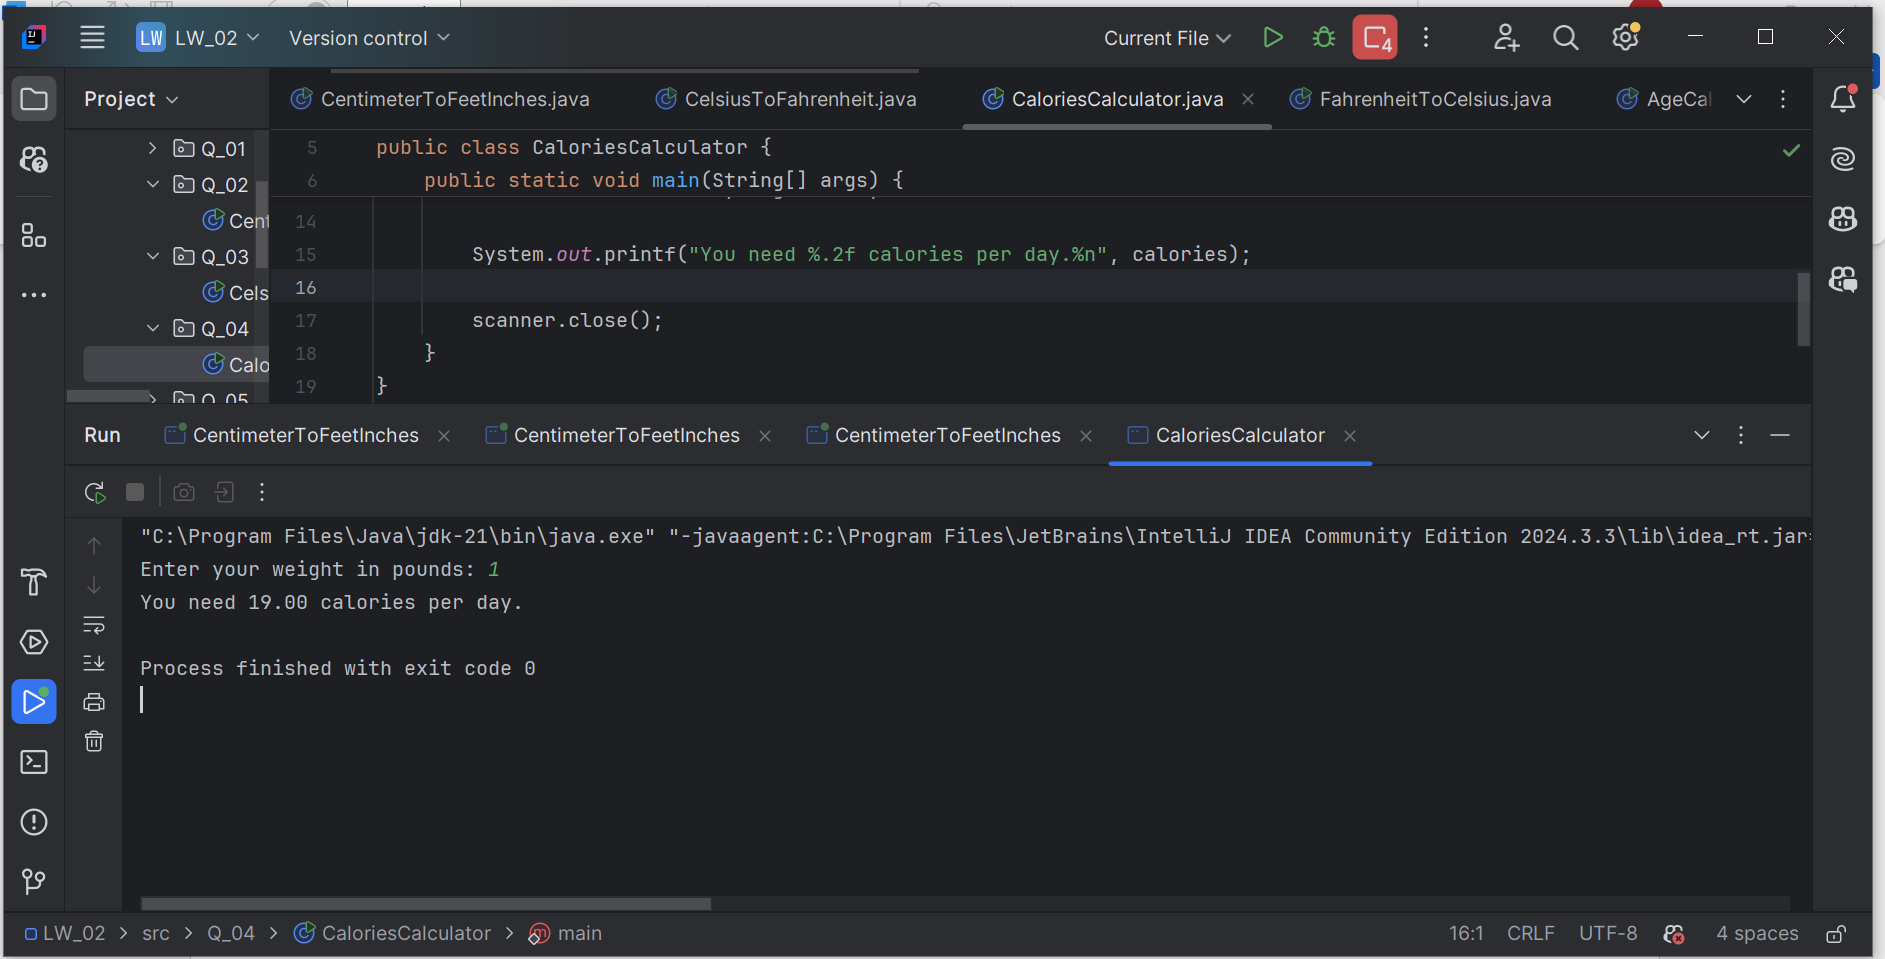 LW LW_02 Version control Current File 4
Project
CentimeterToFeetInches.java CelsiusToFahrenheit.java CaloriesCalculator.java FahrenheitToCelsius.java AgeCal
Q_01
Q_02
Cent
Q_03
Cels
Q_04
Calo
Q_05
5 public class CaloriesCalculator {
6 public static void main(String[] args) {
14
15 System.out.printf("You need %.2f calories per day.%n", calories);
16
17 scanner.close();
18 }
19 }
Run CentimeterToFeetInches CentimeterToFeetInches CentimeterToFeetInches CaloriesCalculator
"C:\Program Files\Java\jdk-21\bin\java.exe" "-javaagent:C:\Program Files\JetBrains\IntelliJ IDEA Community Edition 2024.3.3\lib\idea_rt.jar=
Enter your weight in pounds: 1
You need 19.00 calories per day.
Process finished with exit code 0
LW_02 > src > Q_04 > CaloriesCalculator > main 16:1 CRLF UTF-8 4 spaces